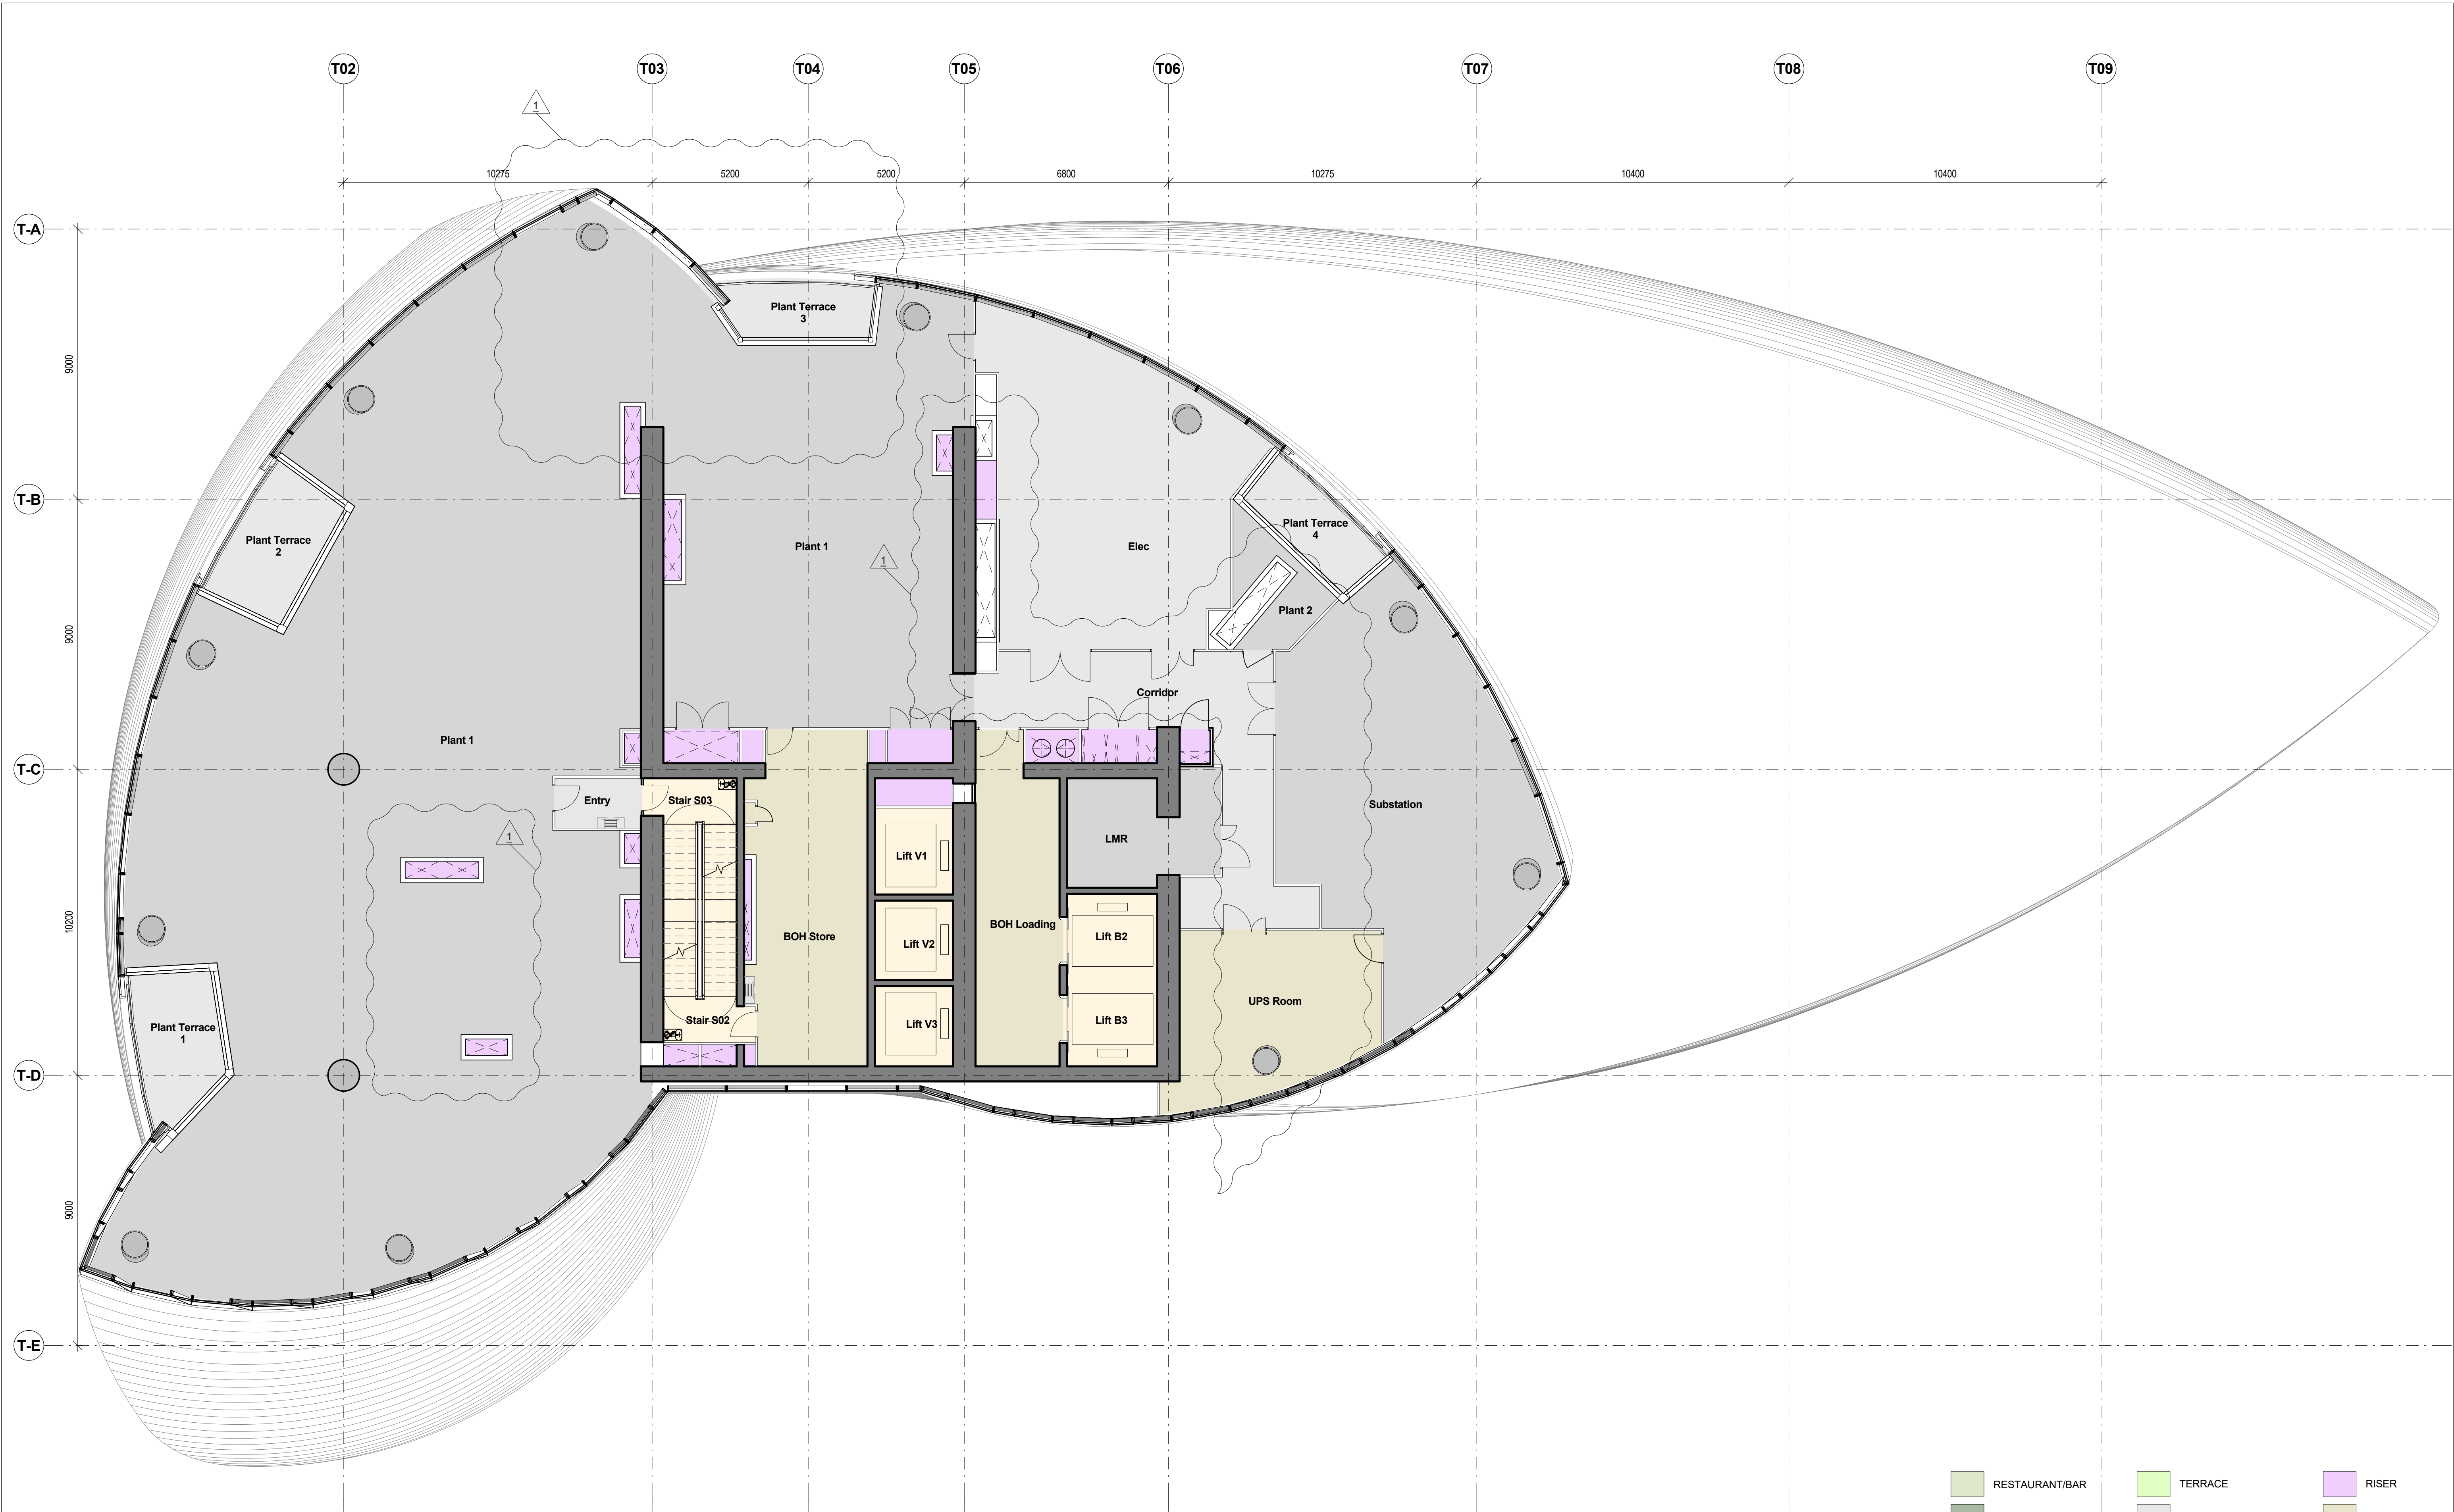 T02
T03
T04
T05
T06
T07
T08
T09
1
10275
5200
5200
6800
10275
10400
10400
T-A
Plant Terrace
3
9000
T-B
Plant Terrace
4
Plant Terrace
2
Plant 1
1
Elec
Plant 2
9000
Corridor
Plant 1
T-C
Entry
Stair S03
Substation
1
LMR
Lift V1
10200
BOH Store
Lift V2
BOH Loading
Lift B2
UPS Room
Plant Terrace
1
Stair S02
Lift V3
Lift B3
T-D
9000
T-E
RESTAURANT/BAR
TERRACE
RISER